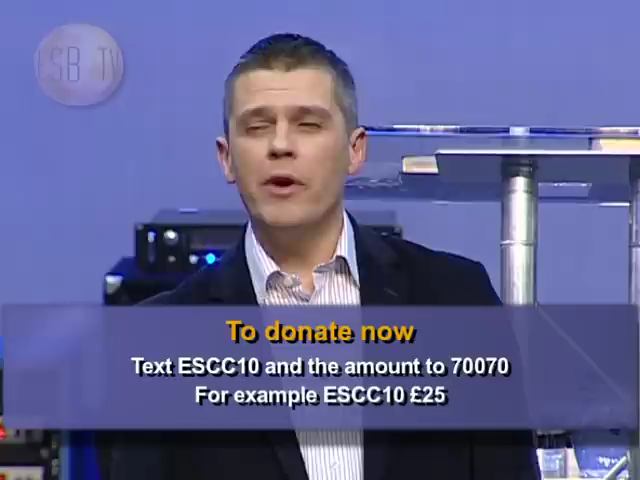 ESB TV
To donate now
Text ESCC10 and the amount to 70070
For example ESCC10 £25